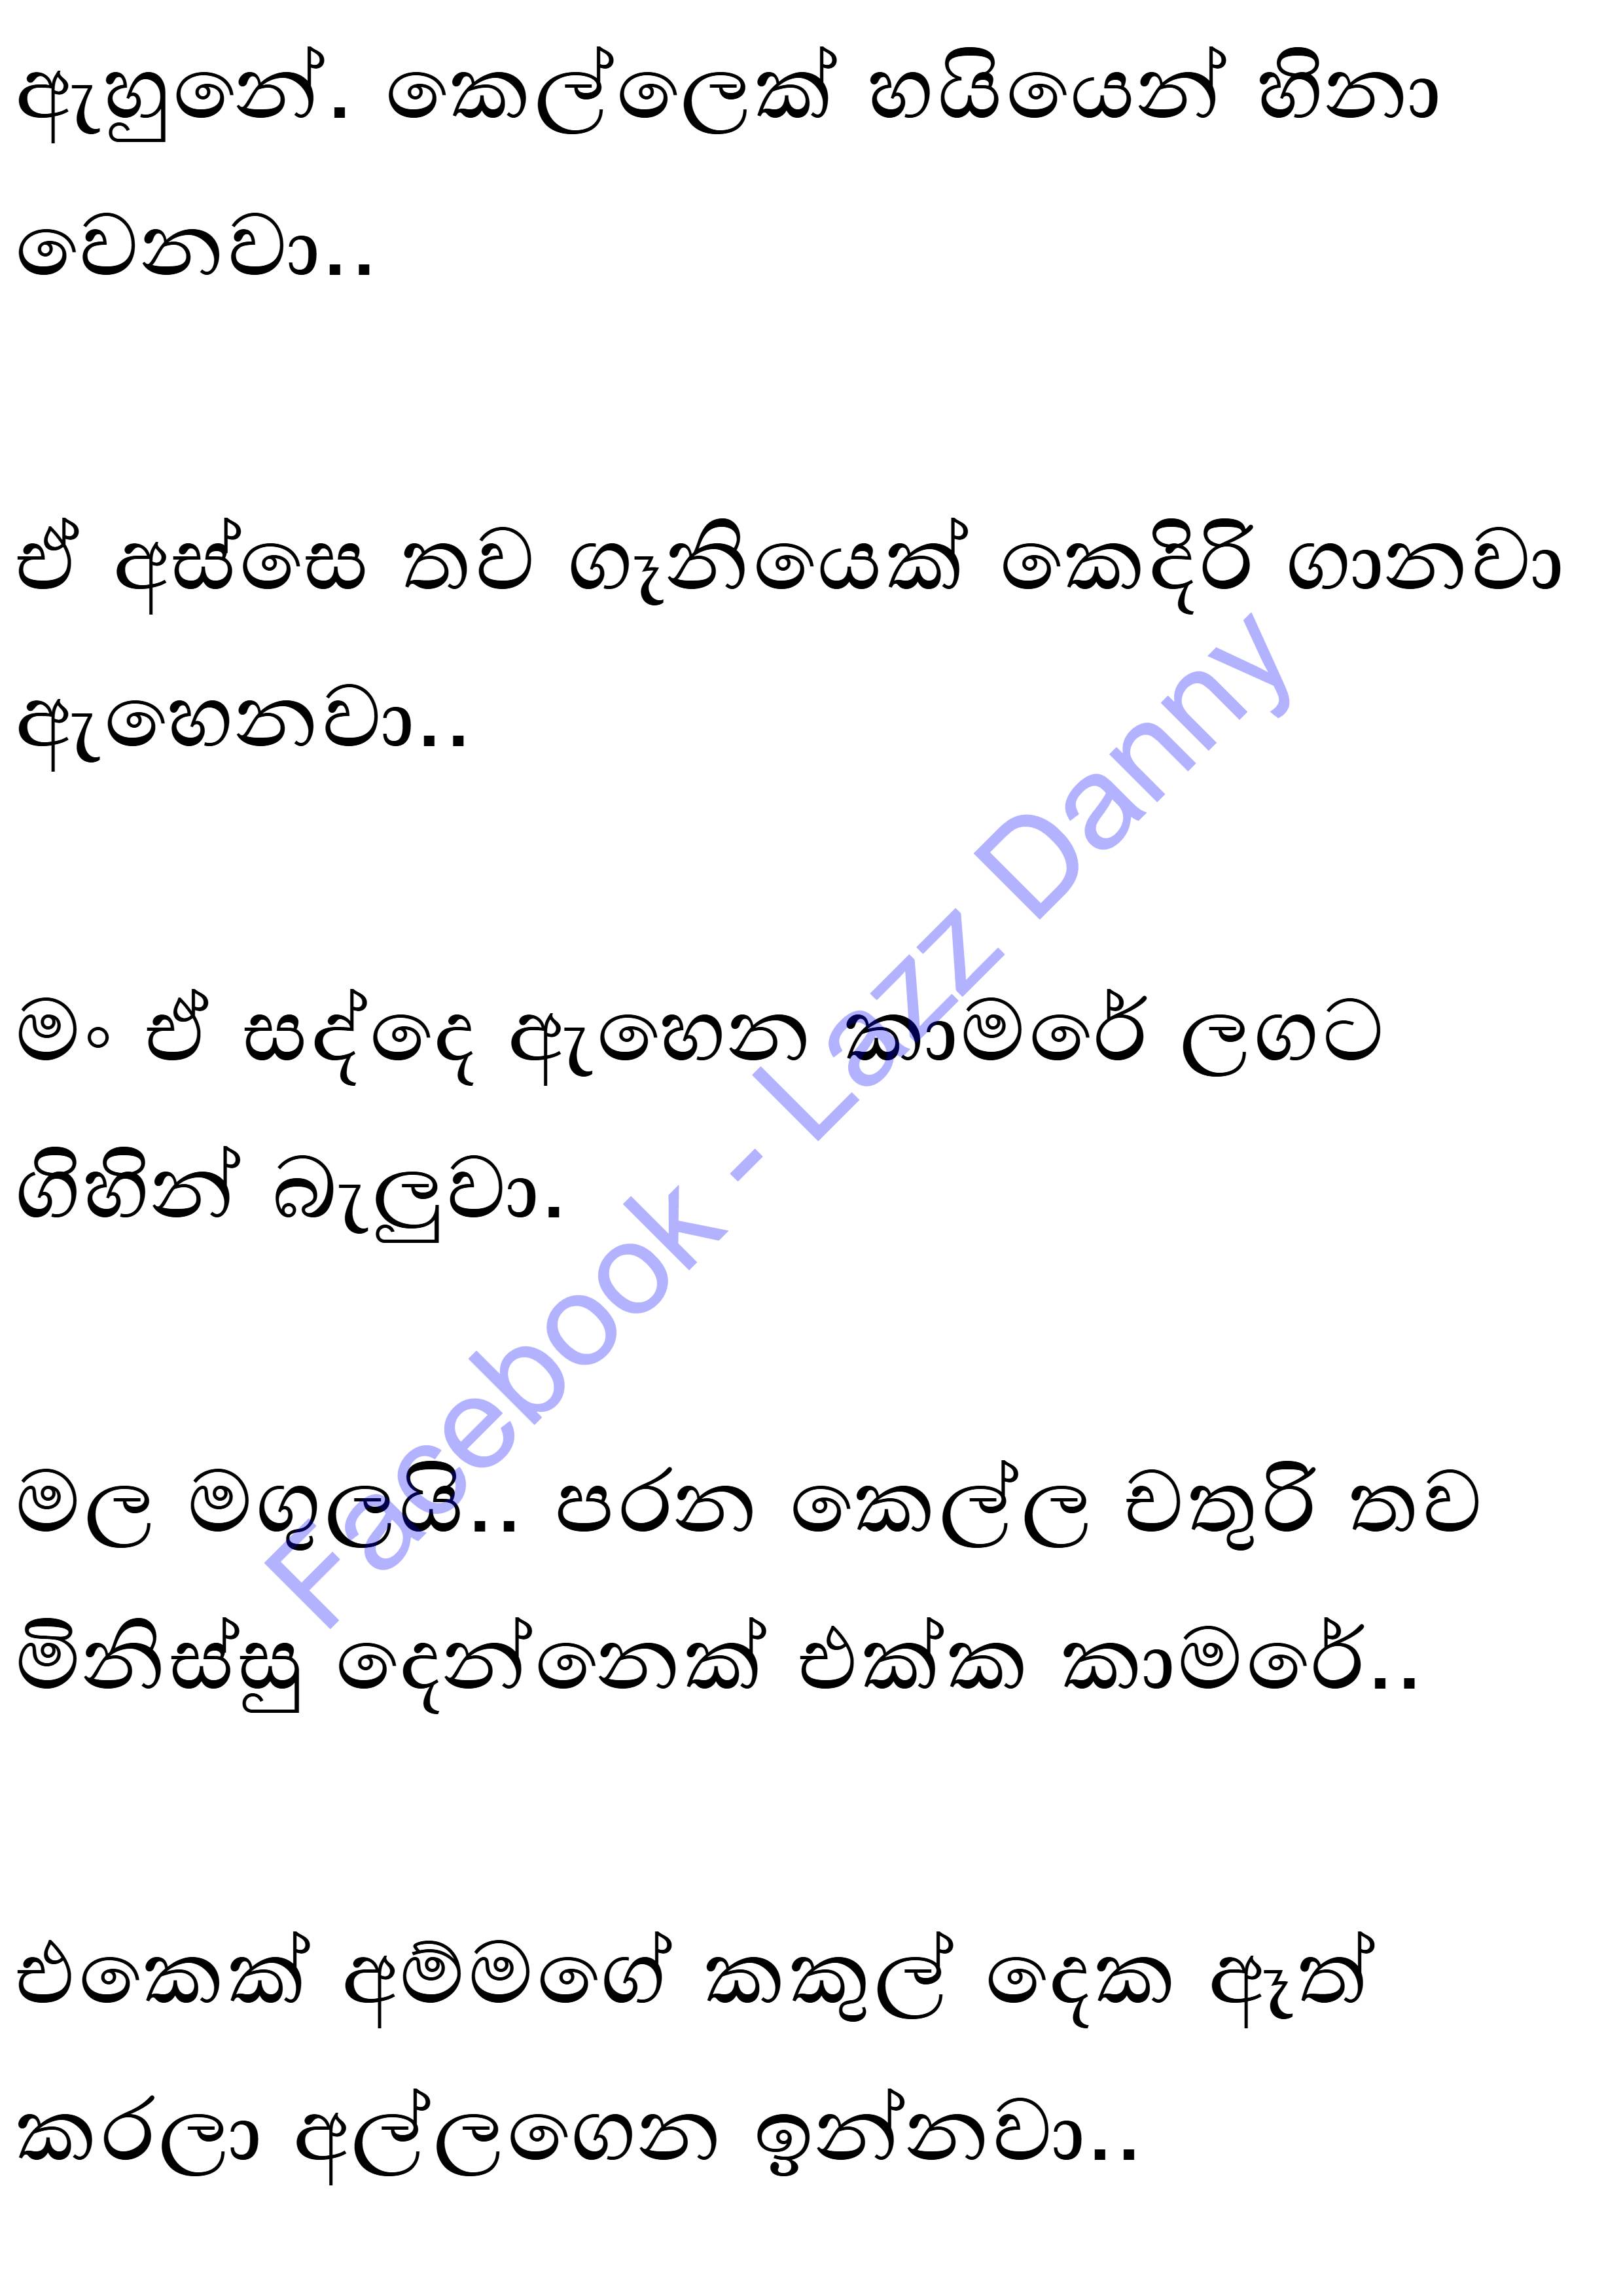 ඇහුනේ. කෙල්ලෙක් හයියෙන් හිනා
වෙනවා..
ඒ අස්සෙ තව ගෑනියෙක් කෙදිරි ගානවා
ඇහෙනවා..
මං ඒ සද්දෙ ඇහෙන කාමරේ ලගට
ගිහින් බැලුවා.
මල මගුලයි.. පරන කෙල්ල චතුරි තව
මිනිස්සු දෙන්නෙක් එක්ක කාමරේ..
එකෙක් අම්මගේ කකුල් දෙක ඈත්
කරලා අල්ලගෙන ඉන්නවා..
Facebook - Lazz Danny